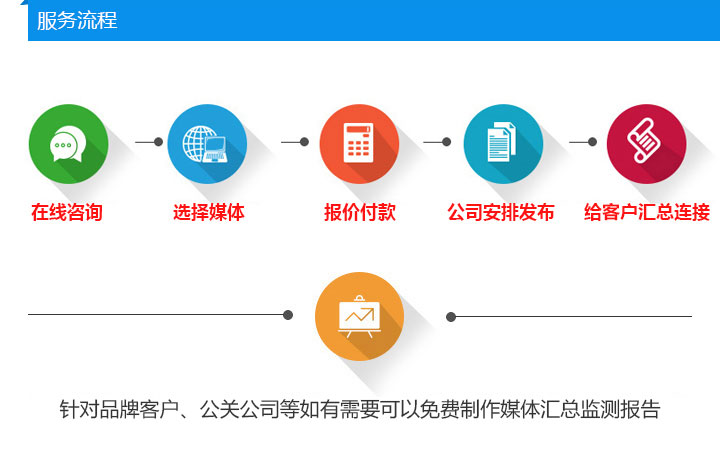 服务流程
在线咨询
选择媒体
报价付款
公司安排发布
给客户汇总连接
针对品牌客户、公关公司等如有需要可以免费制作媒体汇总监测报告